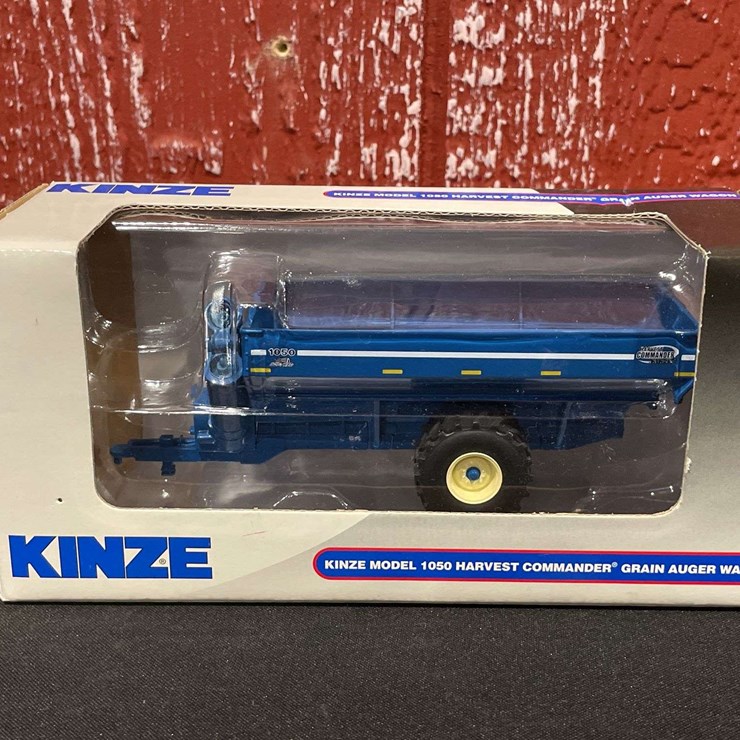 KINZE
KINZE MODEL 1050 HARVEST COMMANDER® GRAIN AUGER WAGON
1050
COMMANDER
KINZE®
KINZE MODEL 1050 HARVEST COMMANDER® GRAIN AUGER WA